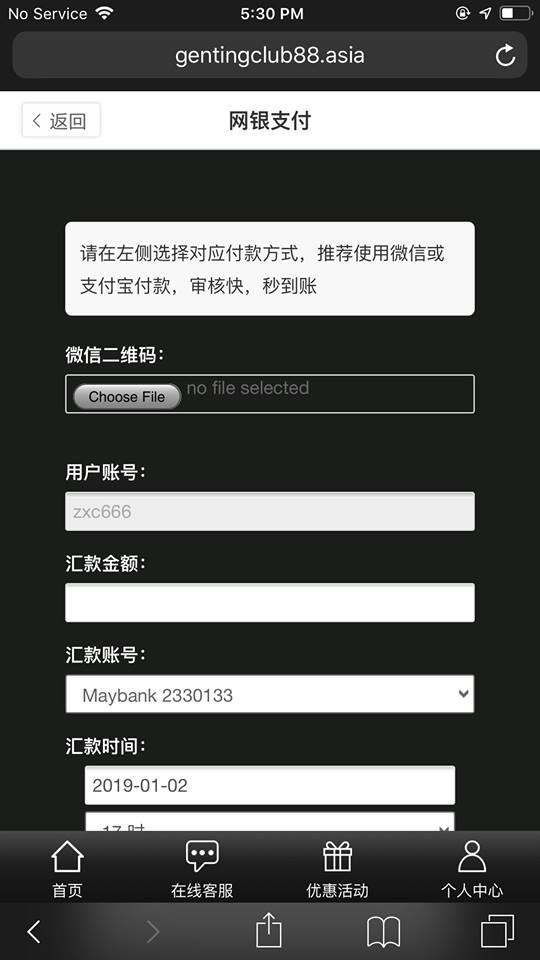 No Service 5:30 PM
gentingclub88.asia
返回 网银支付
请在左侧选择对应付款方式，推荐使用微信或
支付宝付款，审核快，秒到账
微信二维码：
Choose File no file selected
用户账号：
zxc666
汇款金额：
汇款账号：
Maybank 2330133
汇款时间：
2019-01-02
17 时
首页 在线客服 优惠活动 个人中心